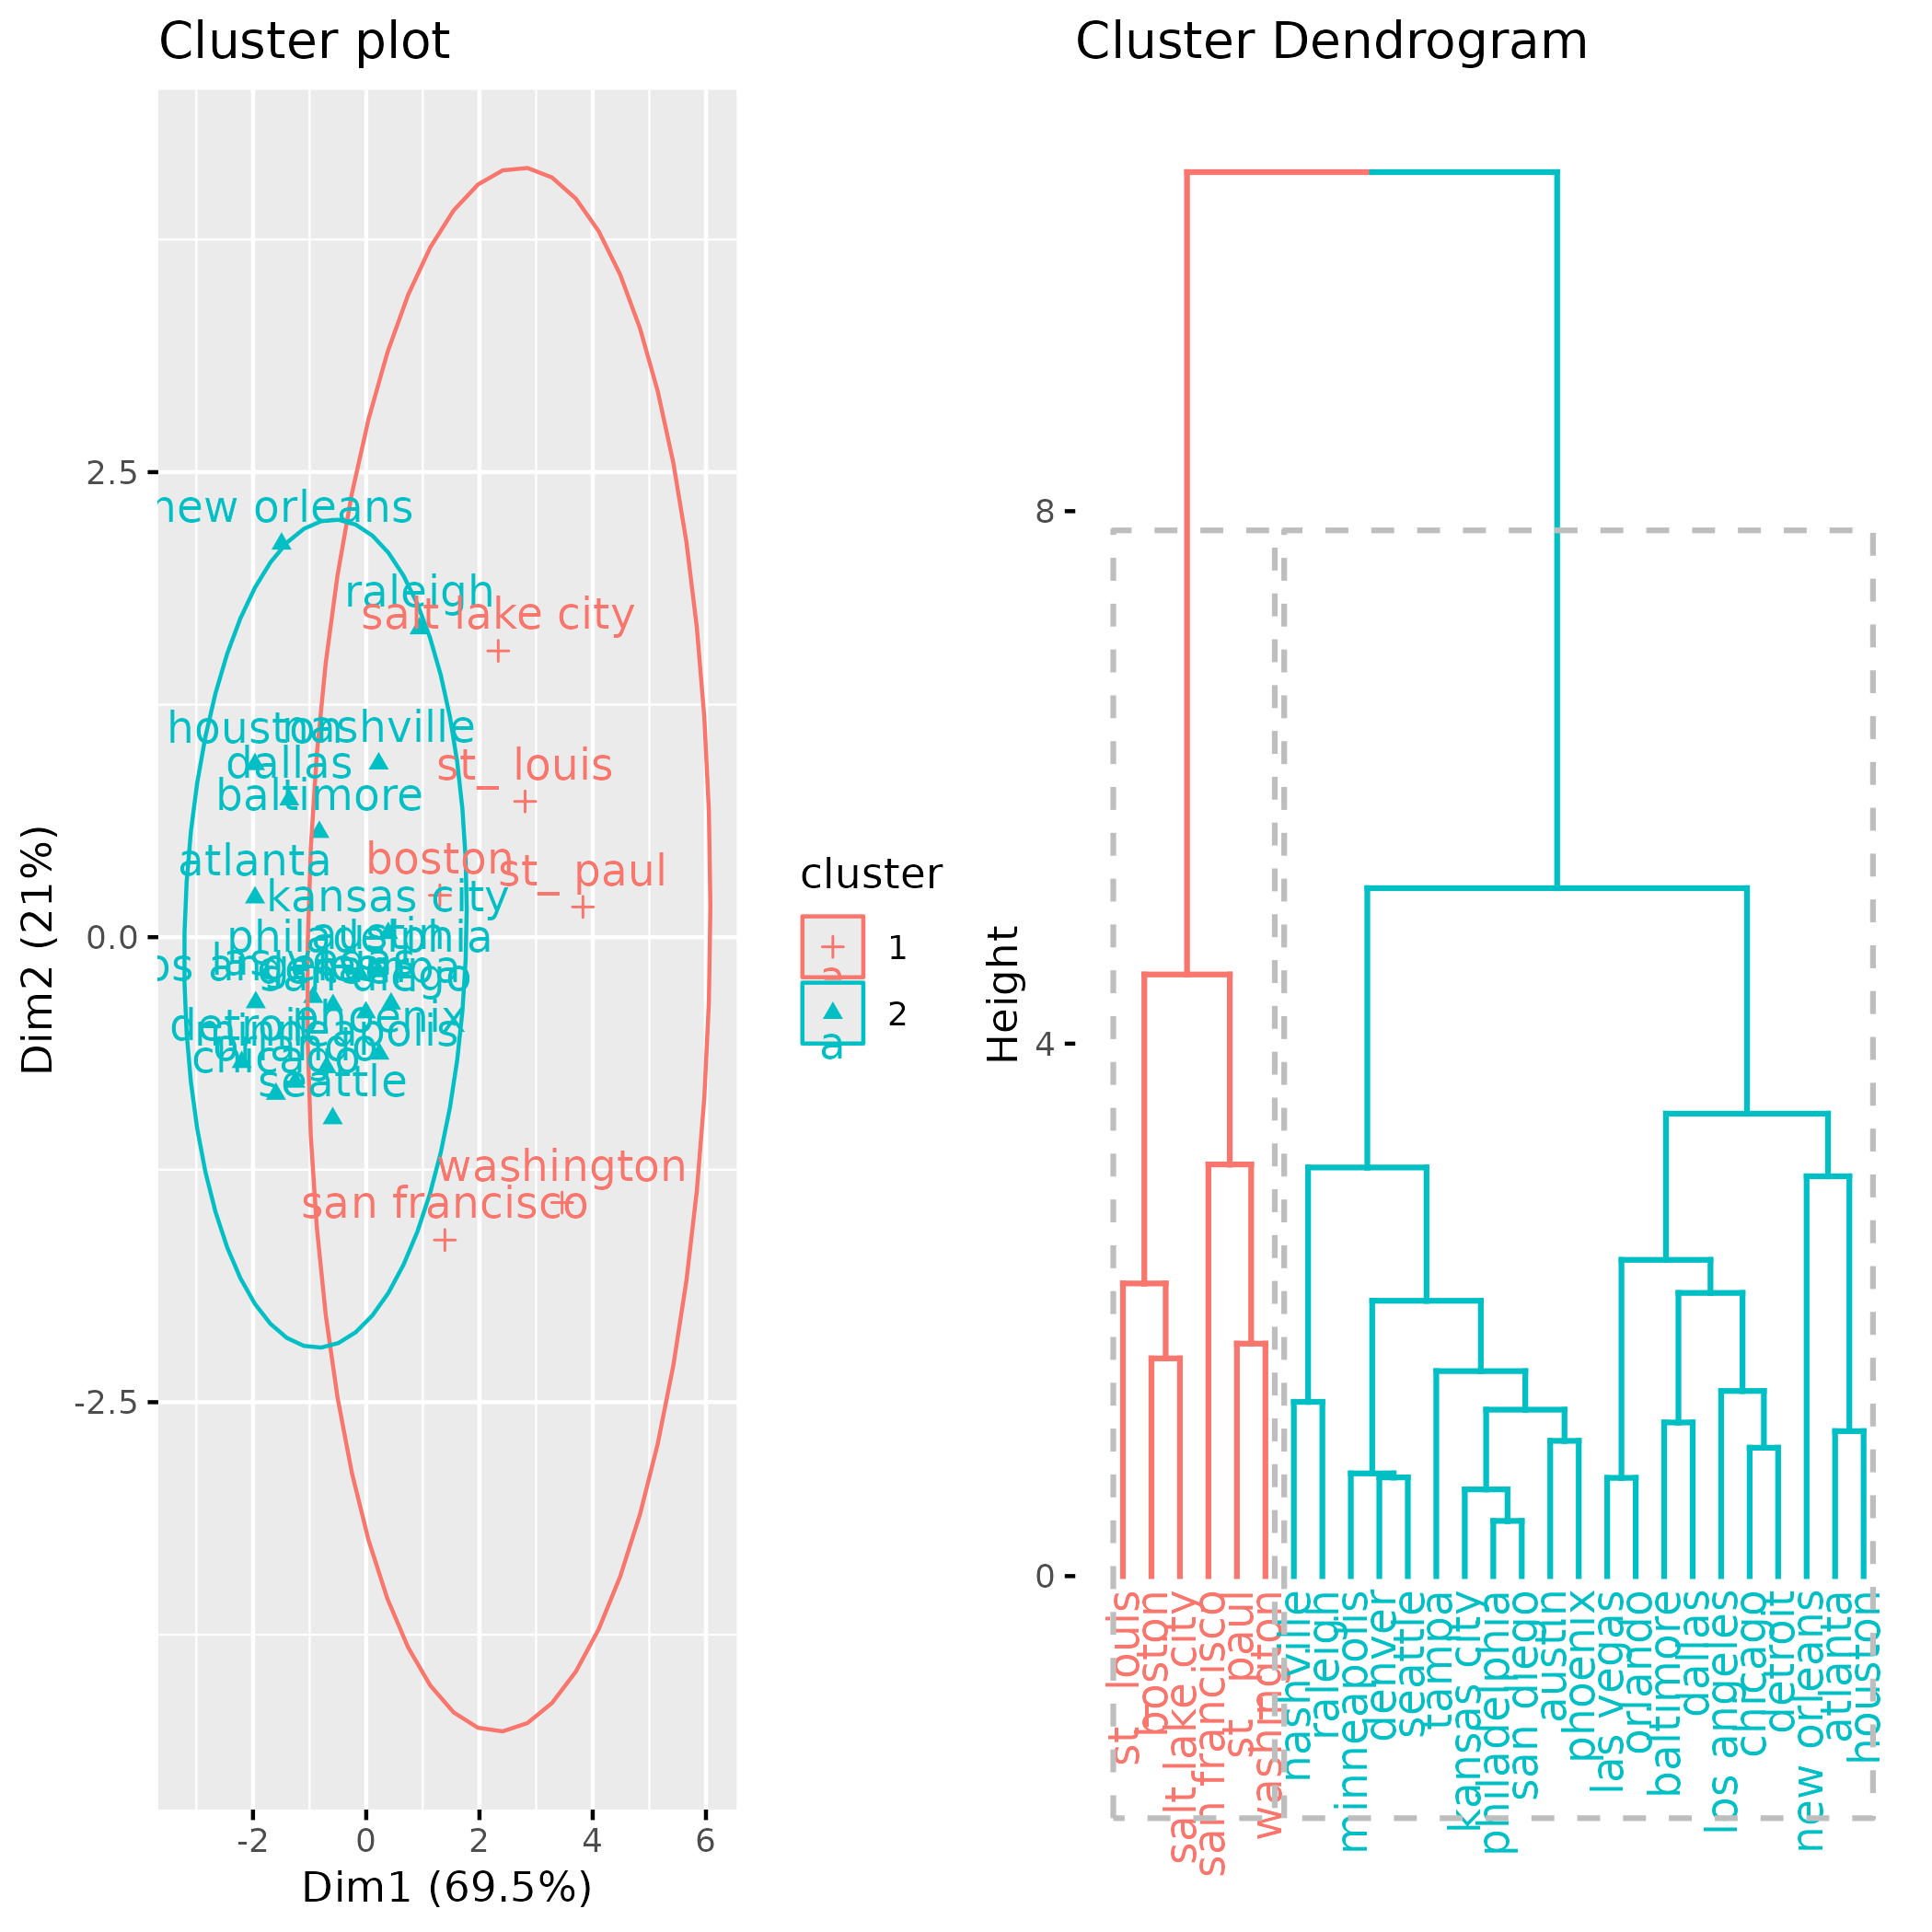 Cluster plot
Cluster Dendrogram
new orleans
raleigh
salt lake city
houston
nashville
dallas
st_ louis
baltimore
boston
atlanta
st_ paul
kansas city
philadelphia
austin
los angeles
san diego
phoenix
detroit
minneapolis
orlando
chicago
seattle
washington
san francisco
2.5
0.0
-2.5
-2
0
2
4
6
Dim1 (69.5%)
Dim2 (21%)
cluster
1
a
2
a
Height
8
4
0
st_ louis
boston
salt lake city
san francisco
st_ paul
washington
nashville
raleigh
minneapolis
denver
seattle
tampa
kansas city
philadelphia
san diego
austin
phoenix
las vegas
orlando
baltimore
dallas
los angeles
chicago
detroit
new orleans
atlanta
houston